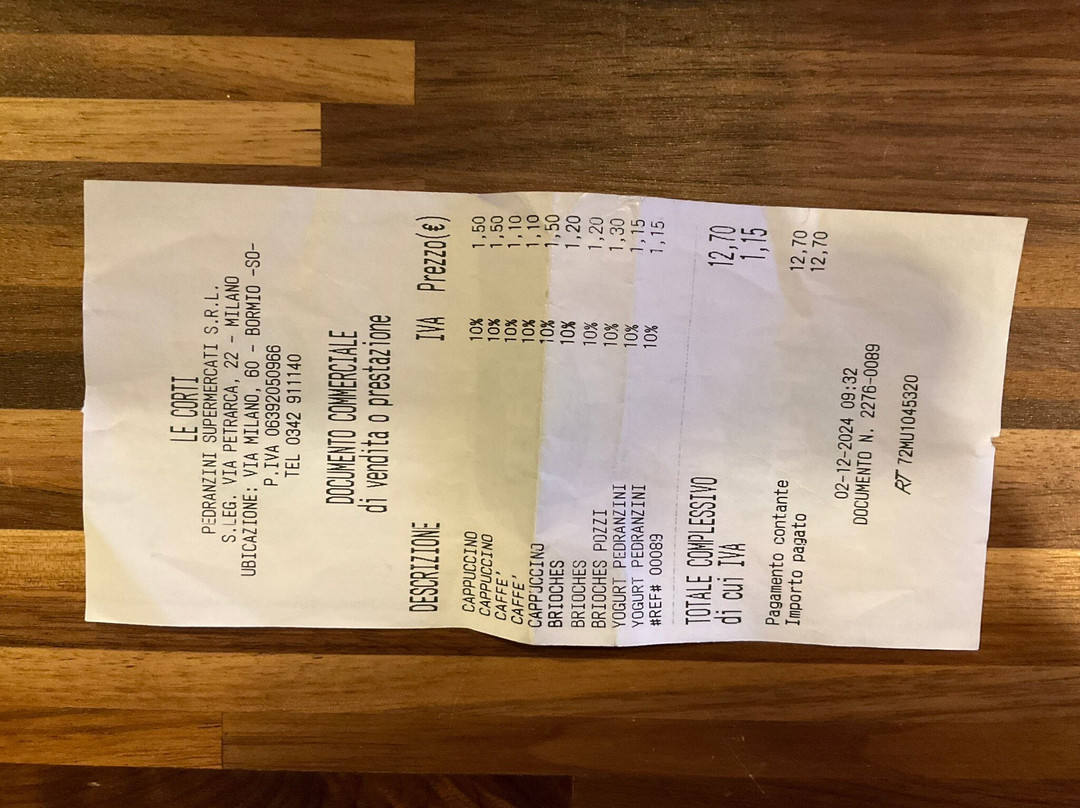 LE CORTI
PEDRANZINI SUPERMERCATI S.R.L.
S.LEG. VIA PETRARCA, 22 - MILANO
UBICAZIONE: VIA MILANO, 60 - BORMIO -SO-
P.IVA 06392050966
TEL 0342 911140
DOCUMENTO COMMERCIALE
di vendita o prestazione
DESCRIZIONE IVA Prezzo(€)
CAPPUCCINO 10% 1,50
CAPPUCCINO 10% 1,50
CAFFE' 10% 1,10
CAFFE' 10% 1,10
CAPPUCCINO 10% 1,50
BRIOCHES 10% 1,20
BRIOCHES 10% 1,20
BRIOCHES POZZI 10% 1,30
YOGURT PEDRANZINI 10% 1,15
YOGURT PEDRANZINI 10% 1,15
#REF# 00089
TOTALE COMPLESSIVO 12,70
di cui IVA 1,15
Pagamento contante 12,70
Importo pagato 12,70
02-12-2024 09:32
DOCUMENTO N. 2276-0089
RT 72MU1045320